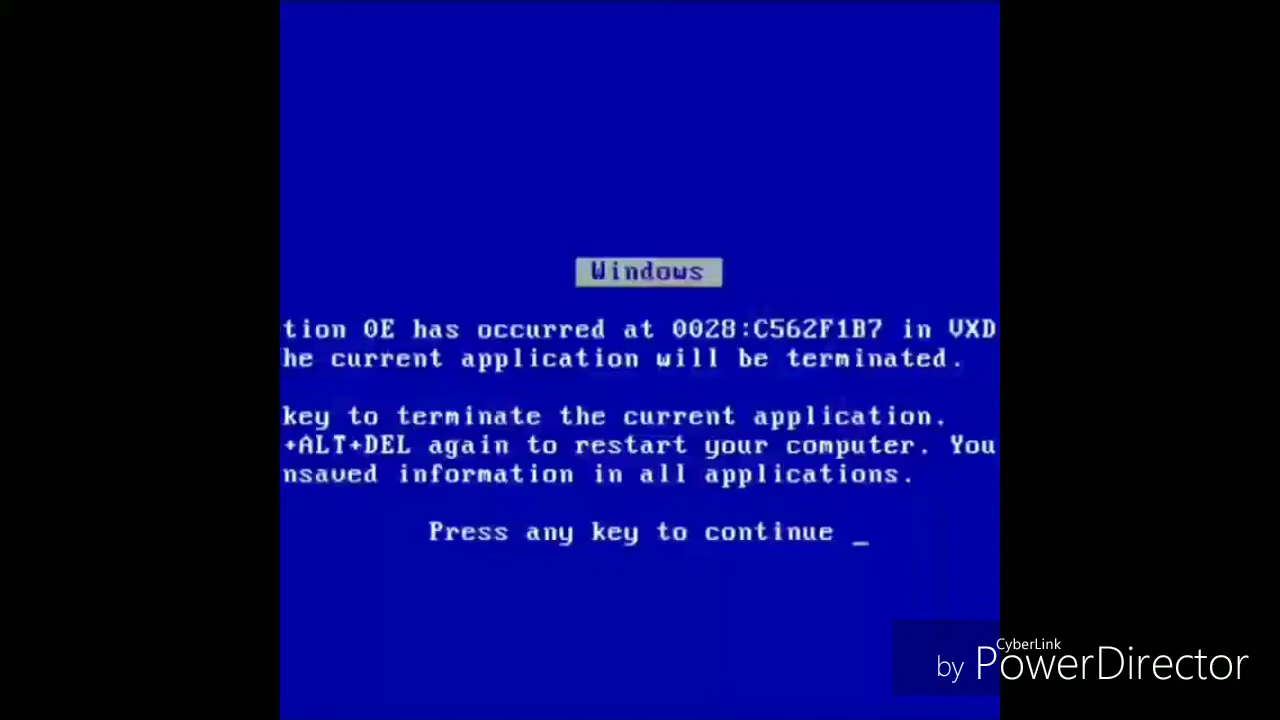 Windows
tion 0E has occurred at 0028:C562F1B7 in VXD
he current application will be terminated.
key to terminate the current application.
+ALT+DEL again to restart your computer. You
nsaved information in all applications.
Press any key to continue _
CyberLink
by PowerDirector